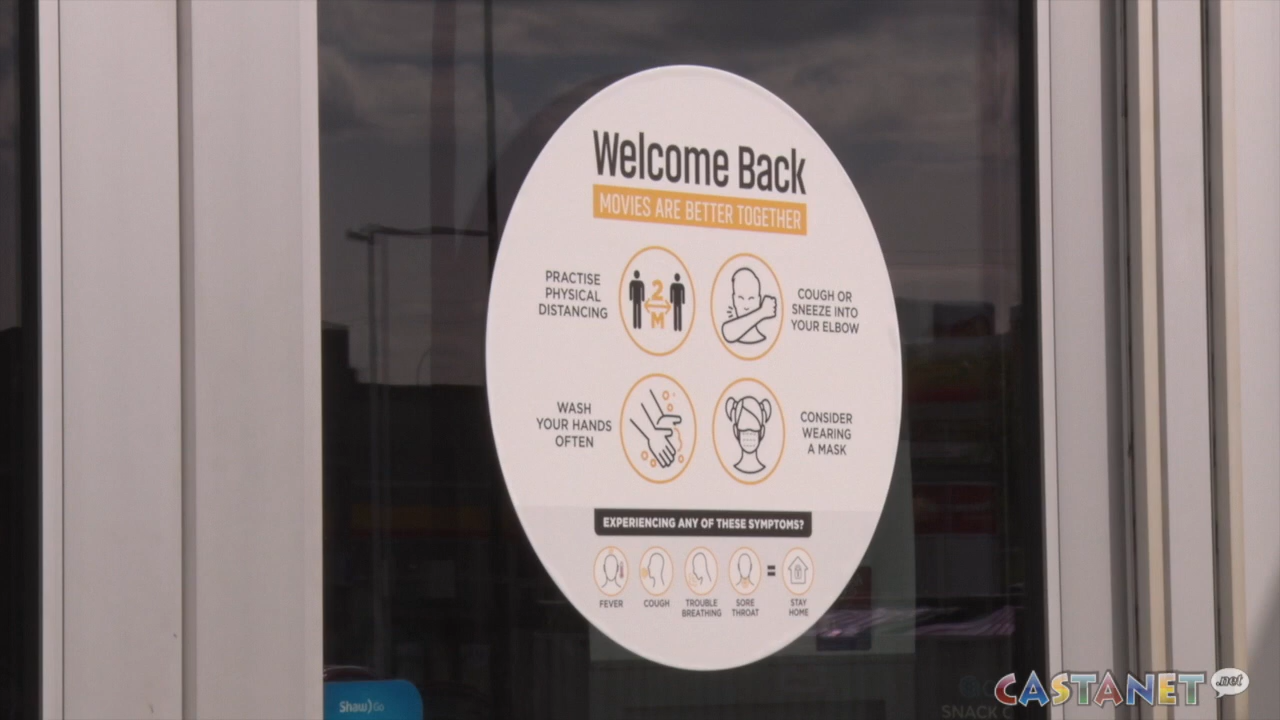 Welcome Back
MOVIES ARE BETTER TOGETHER
PRACTISE
PHYSICAL
DISTANCING
2
M
COUGH OR
SNEEZE INTO
YOUR ELBOW
WASH
YOUR HANDS
OFTEN
CONSIDER
WEARING
A MASK
EXPERIENCING ANY OF THESE SYMPTOMS?
FEVER
COUGH
TROUBLE
BREATHING
SORE
THROAT
=
STAY
HOME
Shaw)Go
CASTANET.net
SNACK